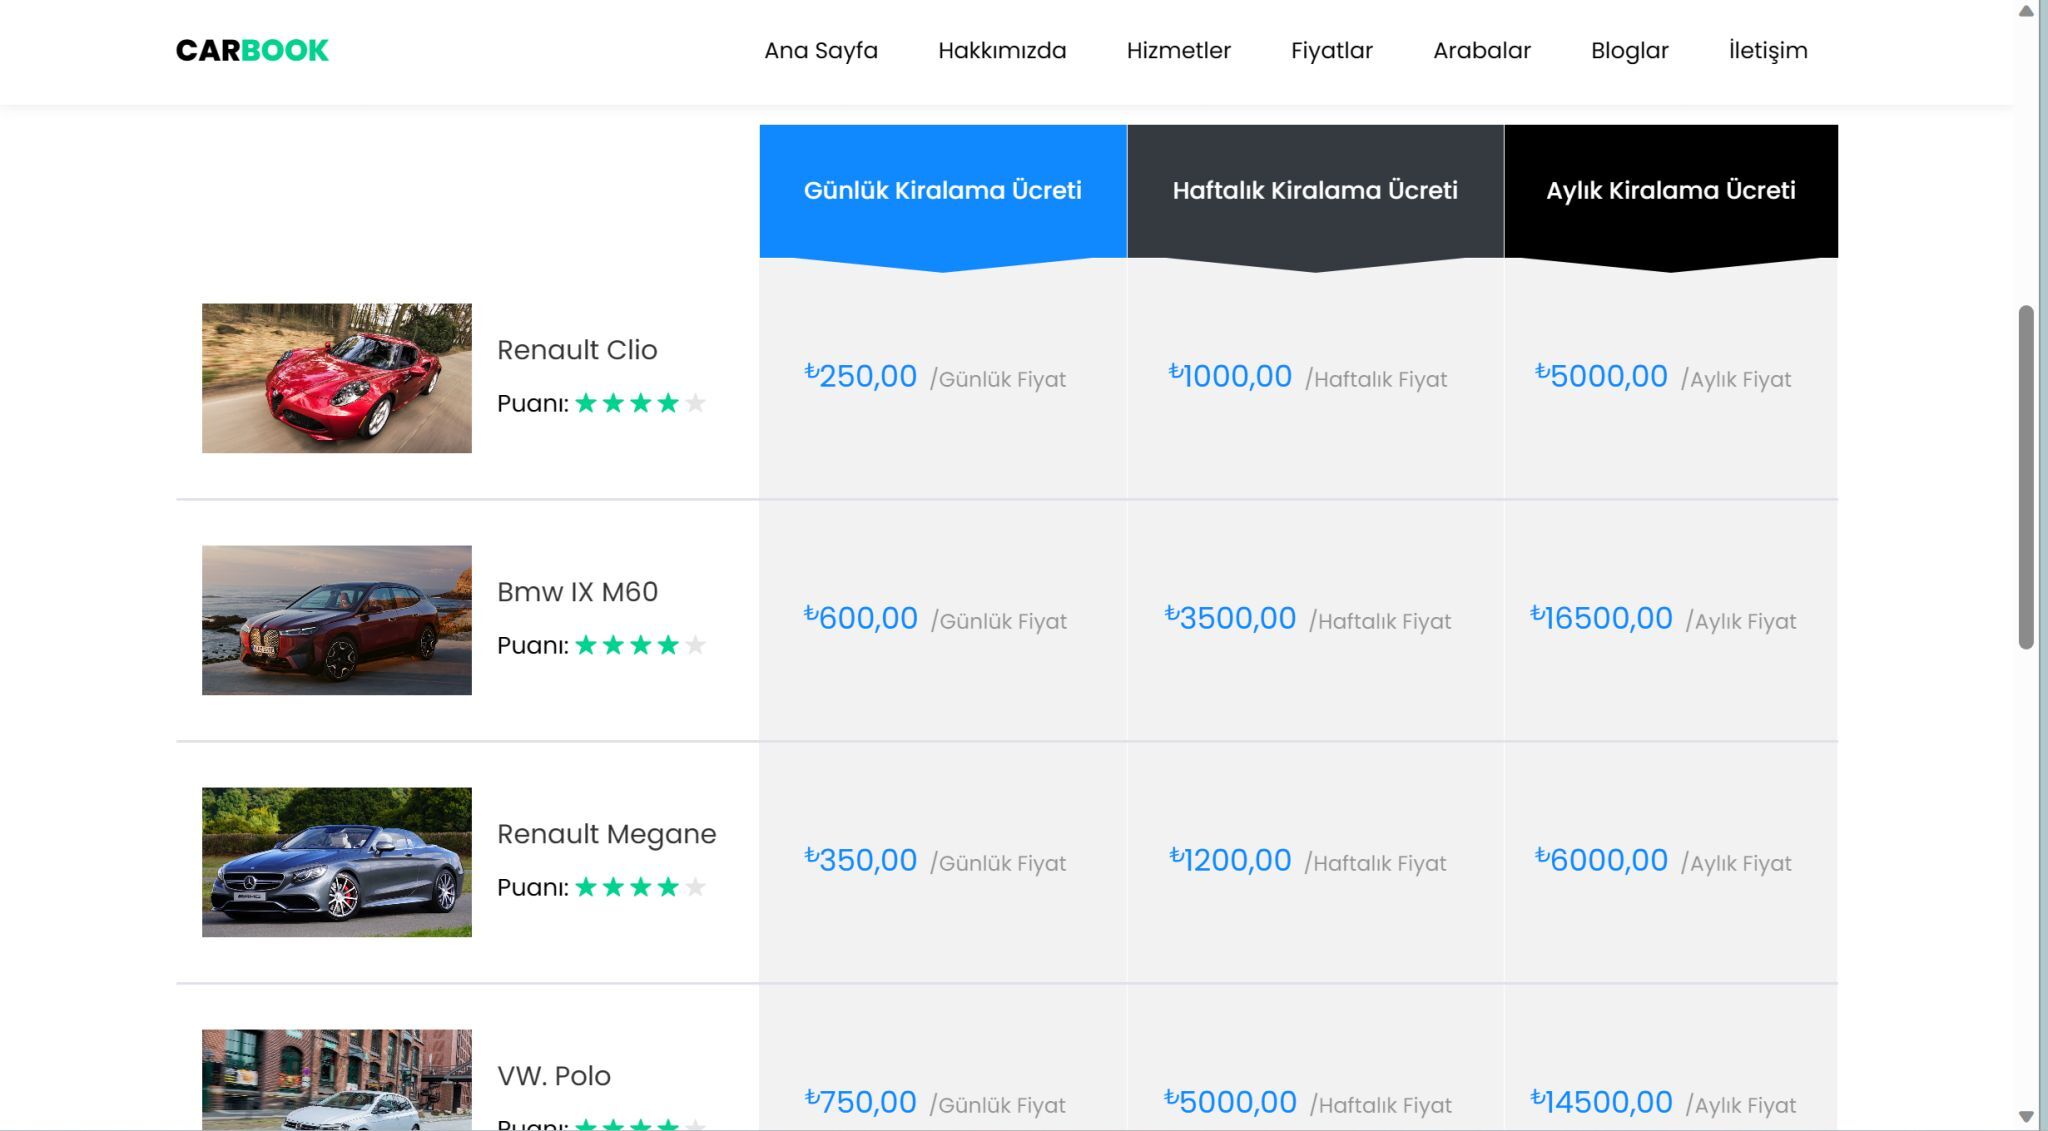 CARBOOK
Ana Sayfa
Hakkımızda
Hizmetler
Fiyatlar
Arabalar
Bloglar
İletişim
Günlük Kiralama Ücreti
Haftalık Kiralama Ücreti
Aylık Kiralama Ücreti
Renault Clio
Puanı:
₺250,00 /Günlük Fiyat
₺1000,00 /Haftalık Fiyat
₺5000,00 /Aylık Fiyat
Bmw IX M60
Puanı:
₺600,00 /Günlük Fiyat
₺3500,00 /Haftalık Fiyat
₺16500,00 /Aylık Fiyat
Renault Megane
Puanı:
₺350,00 /Günlük Fiyat
₺1200,00 /Haftalık Fiyat
₺6000,00 /Aylık Fiyat
VW. Polo
Puanı:
₺750,00 /Günlük Fiyat
₺5000,00 /Haftalık Fiyat
₺14500,00 /Aylık Fiyat